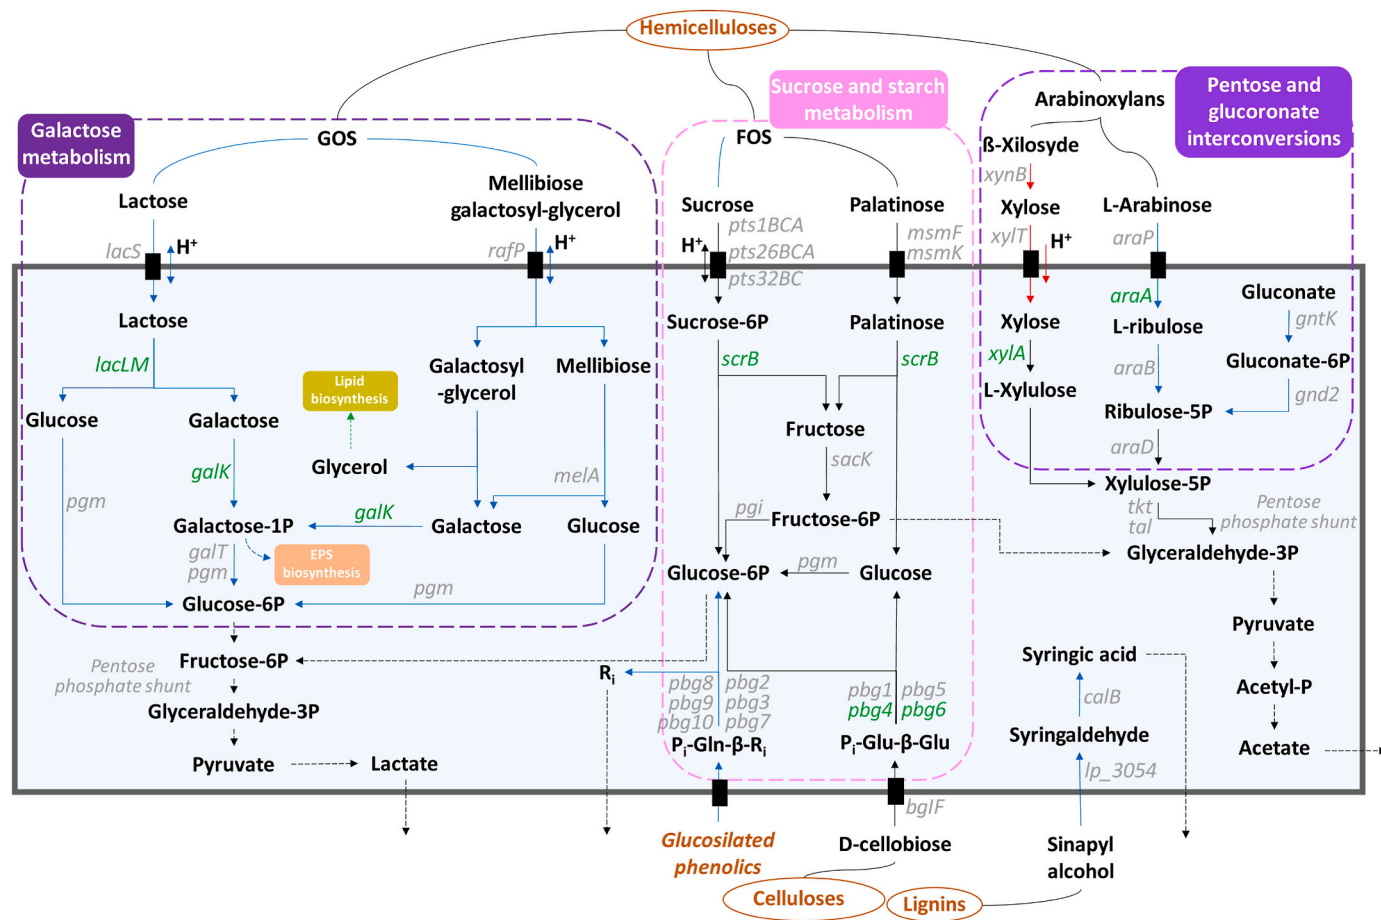 Hemicelluloses
Galactose
metabolism
GOS
Sucrose and starch
metabolism
FOS
Arabinoxylans
Pentose and
glucoronate
interconversions
Lactose
lacS
H+
Mellibiose
galactosyl-glycerol
rafP
H+
Sucrose
pts1BCA
H+
pts26BCA
pts32BC
Palatinose
msmF
msmK
ß-Xilosyde
xynB
Xylose
xylT
H+
L-Arabinose
araP
Lactose
lacLM
Glucose
Galactose
galK
pgm
Galactose-1P
galT
pgm
EPS
biosynthesis
Glucose-6P
Lipid
biosynthesis
Glycerol
Galactosyl
-glycerol
Mellibiose
melA
galK
Galactose
Glucose
pgm
Sucrose-6P
scrB
Palatinose
scrB
Fructose
sacK
pgi
Fructose-6P
Glucose-6P
pgm
Glucose
Xylose
xylA
L-Xylulose
araA
L-ribulose
araB
Ribulose-5P
araD
Gluconate
gntK
Gluconate-6P
gnd2
Xylulose-5P
tkt
tal
Pentose
phosphate shunt
Glyceraldehyde-3P
Pyruvate
Acetyl-P
Acetate
Fructose-6P
Pentose
phosphate shunt
Glyceraldehyde-3P
Pyruvate
Lactate
Ri
pbg8 pbg2
pbg9 pbg3
pbg10 pbg7
Pi-Gln-β-Ri
pbg1 pbg5
pbg4 pbg6
Pi-Glu-β-Glu
bglF
Syringic acid
calB
Syringaldehyde
lp_3054
Glucosilated
phenolics
D-cellobiose
Celluloses
Sinapyl
alcohol
Lignins